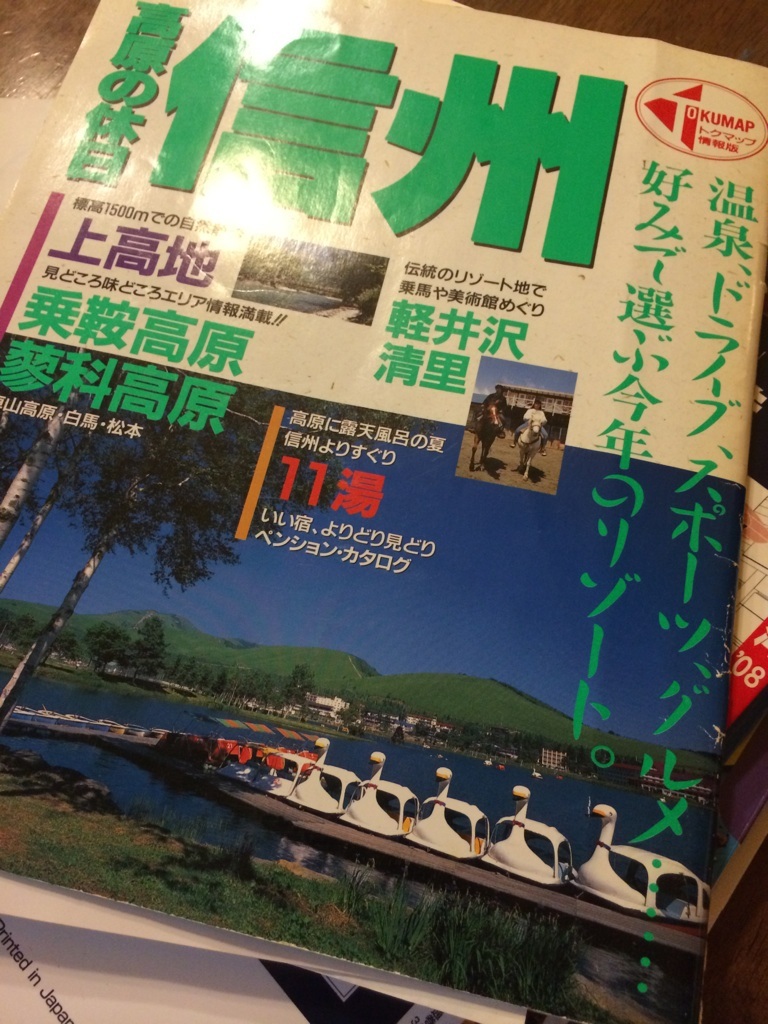 高原の休日
信州
TOKUMAP
トクマップ
情報版
温泉、ドライブ、スポーツ、グルメ………
好みで選ぶ今年のリゾート。
標高1500mでの自然
上高地
見どころ味どころエリア情報満載!!
乗鞍高原
蓼科高原
山高原・白馬・松本
伝統のリゾート地で
乗馬や美術館めぐり
軽井沢
清里
高原に露天風呂の夏
信州よりすぐり
11湯
いい宿、よりどり見どり
ペンション・カタログ
'08
Printed in Japan